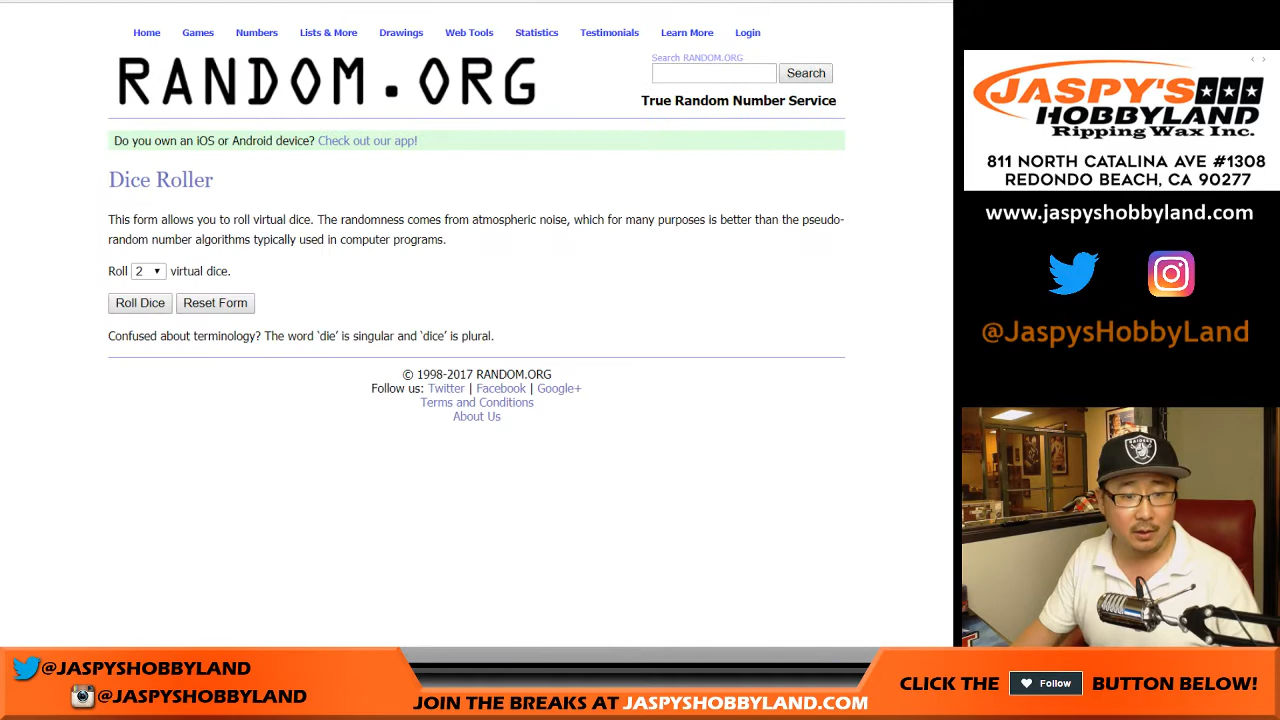 Home Games Numbers Lists & More Drawings Web Tools Statistics Testimonials Learn More Login
RANDOM.ORG
Search RANDOM.ORG
Search
True Random Number Service
Do you own an iOS or Android device? Check out our app!
Dice Roller
This form allows you to roll virtual dice. The randomness comes from atmospheric noise, which for many purposes is better than the pseudo-
random number algorithms typically used in computer programs.
Roll 2 virtual dice.
Roll Dice Reset Form
Confused about terminology? The word ‘die’ is singular and ‘dice’ is plural.
© 1998-2017 RANDOM.ORG
Follow us: Twitter | Facebook | Google+
Terms and Conditions
About Us
JASPY'S
HOBBYLAND
Ripping Wax Inc.
811 NORTH CATALINA AVE #1308
REDONDO BEACH, CA 90277
www.jaspyshobbyland.com
@JaspysHobbyLand
RAIDERS
@JASPYSHOBBYLAND
@JASPYSHOBBYLAND
JOIN THE BREAKS AT JASPYSHOBBYLAND.COM
CLICK THE Follow BUTTON BELOW!